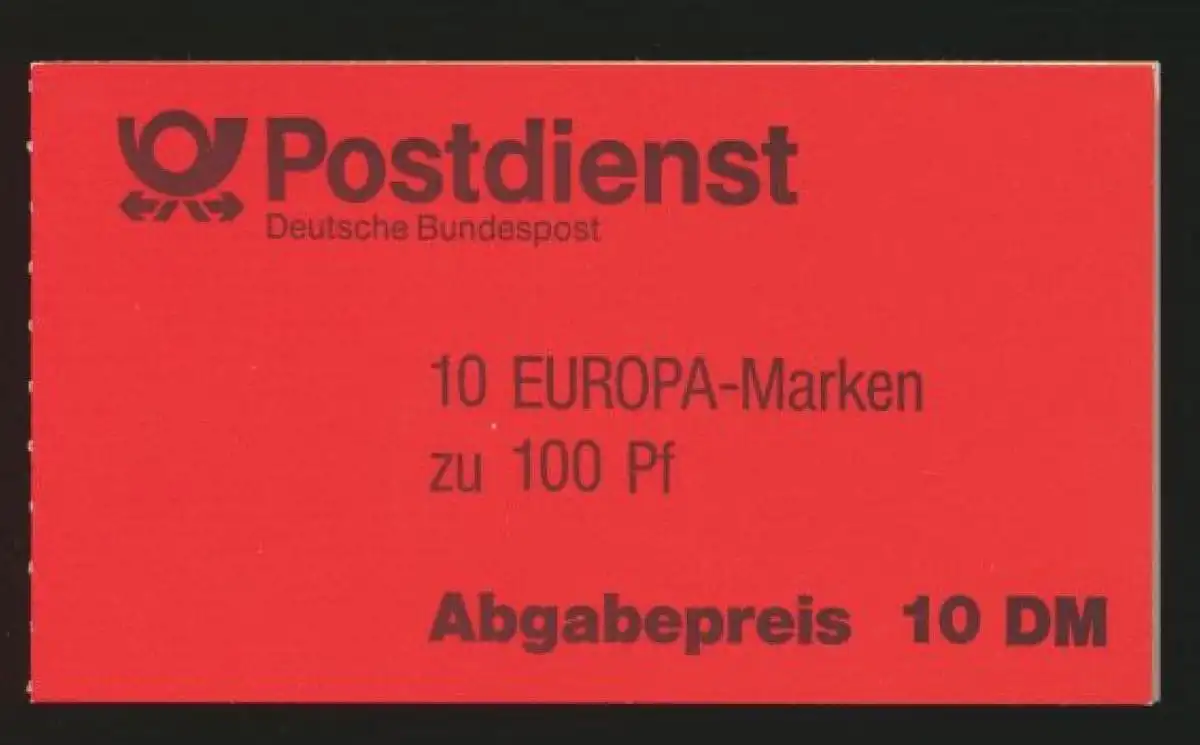 Postdienst
Deutsche Bundespost
10 EUROPA-Marken
zu 100 Pf
Abgabepreis 10 DM